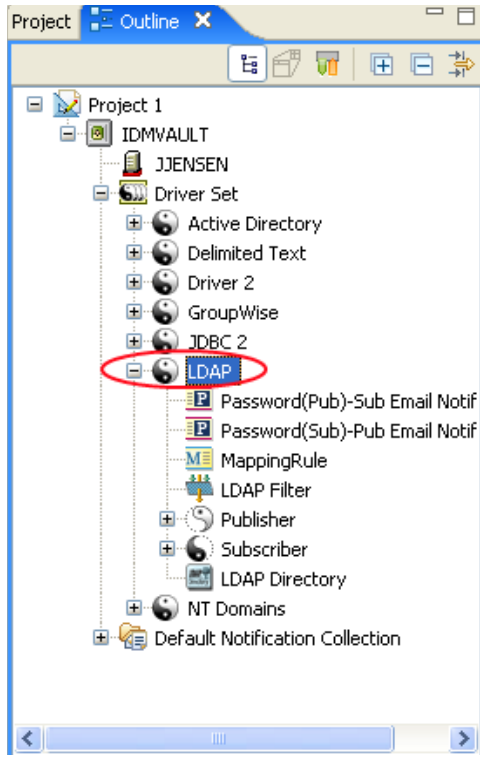 Project Outline
Project 1
IDMVAULT
JJENSEN
Driver Set
Active Directory
Delimited Text
Driver 2
GroupWise
JDBC 2
LDAP
P Password(Pub)-Sub Email Notif
P Password(Sub)-Pub Email Notif
M MappingRule
LDAP Filter
Publisher
Subscriber
LDAP Directory
NT Domains
Default Notification Collection